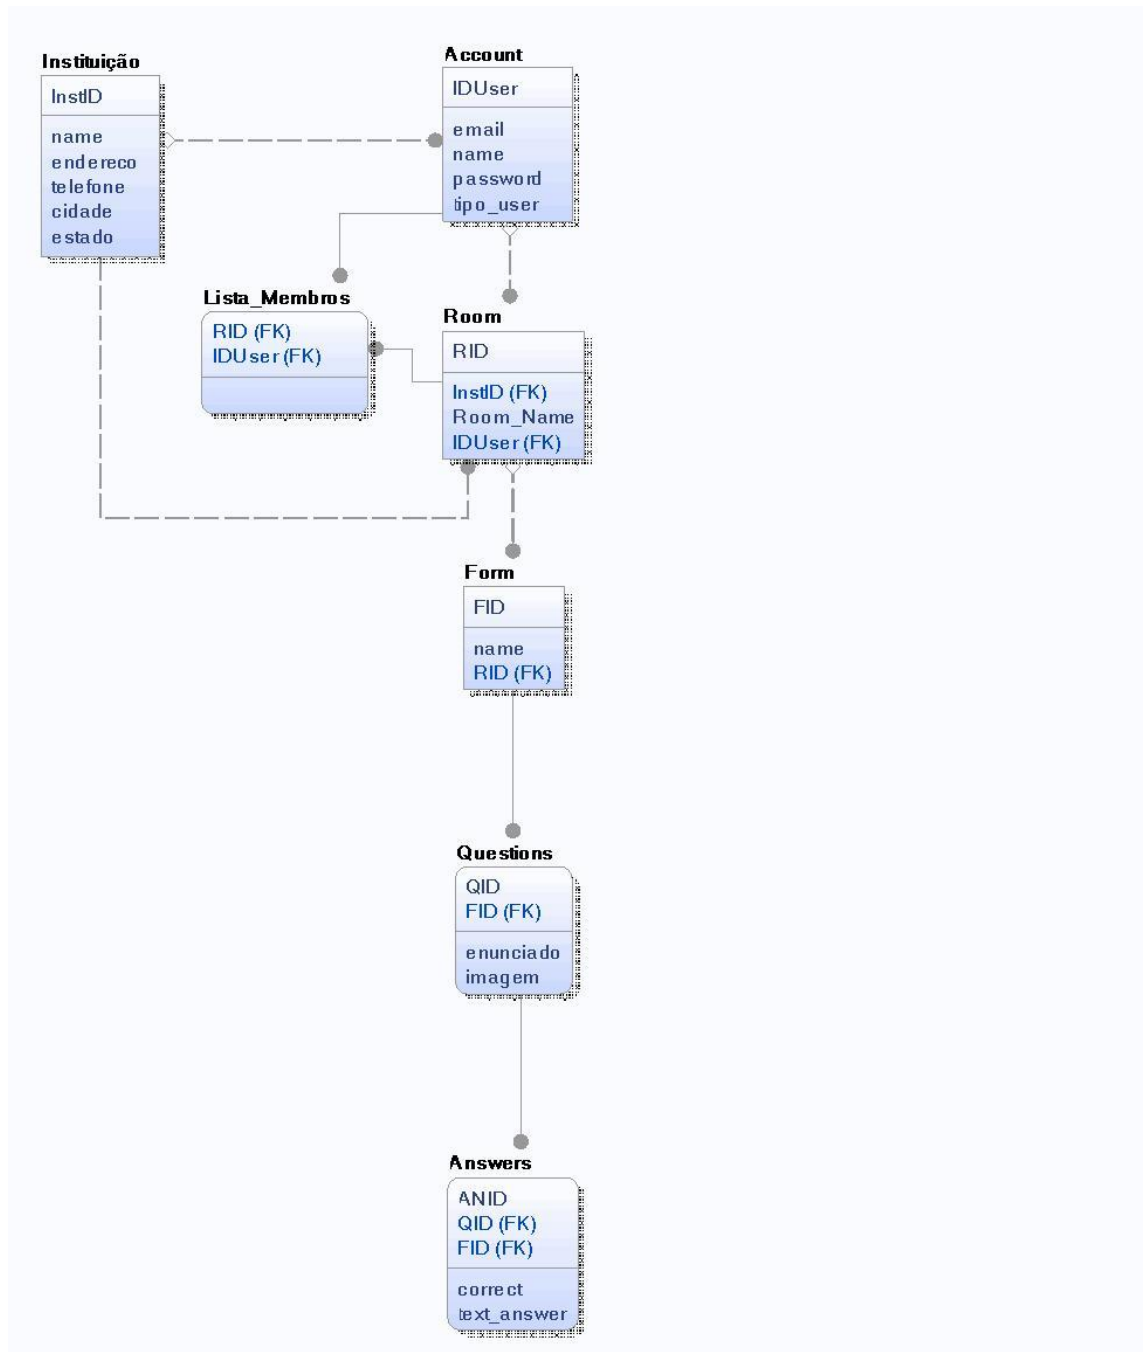 Instituição
InstID
name
endereco
telefone
cidade
estado
Account
IDUser
email
name
password
tipo_user
Lista_Membros
RID (FK)
IDUser (FK)
Room
RID
InstID (FK)
Room_Name
IDUser (FK)
Form
FID
name
RID (FK)
Questions
QID
FID (FK)
enunciado
imagem
Answers
ANID
QID (FK)
FID (FK)
correct
text_answer